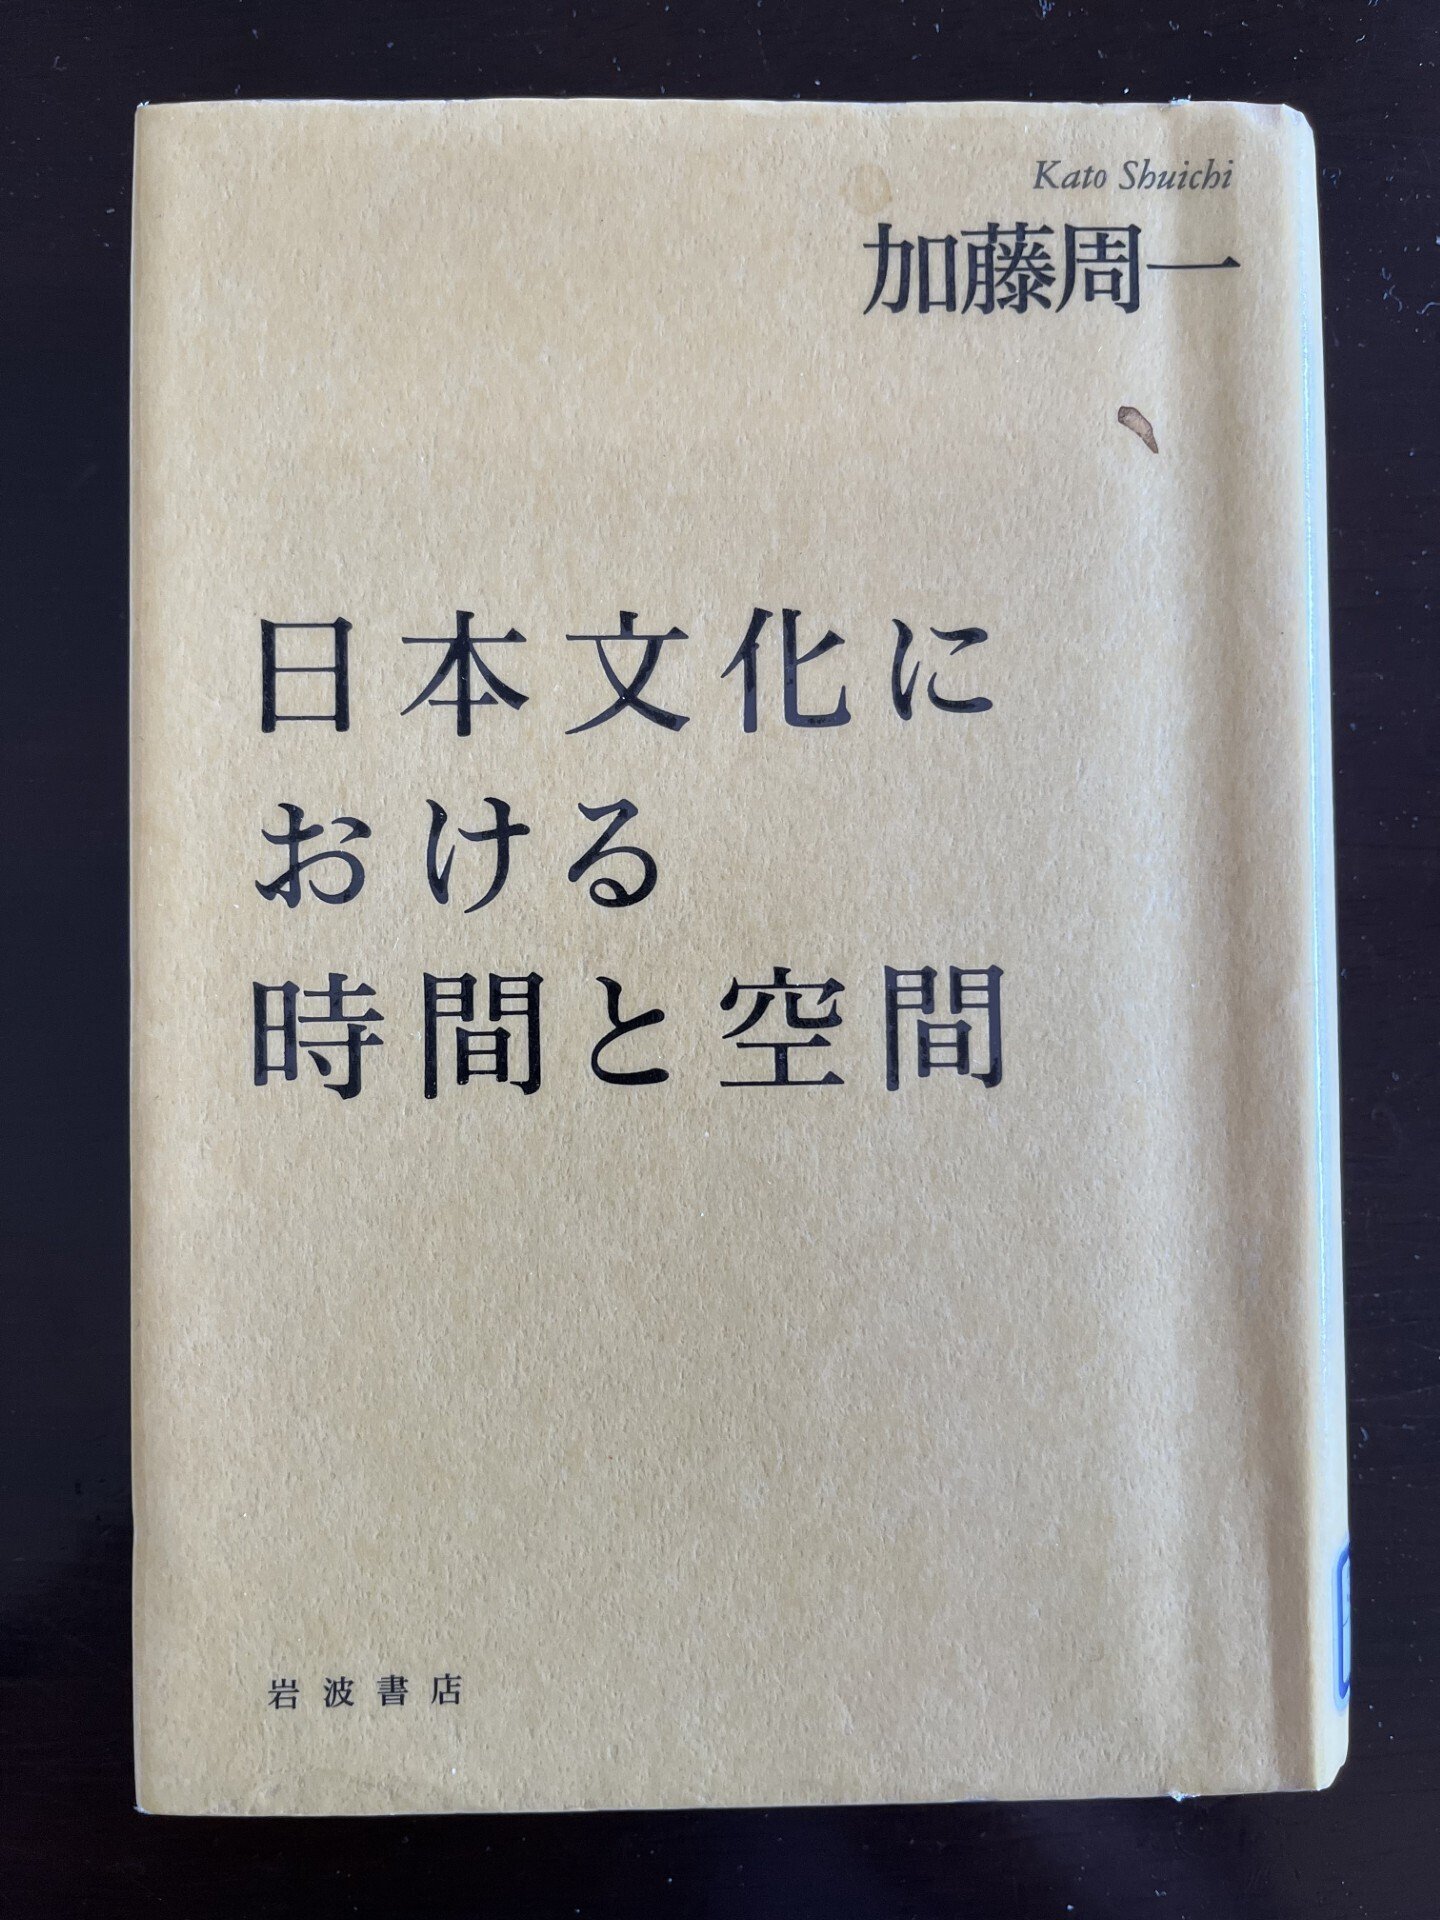 Kato Shuichi
加藤周一
日本文化に
おける
時間と空間
岩波書店